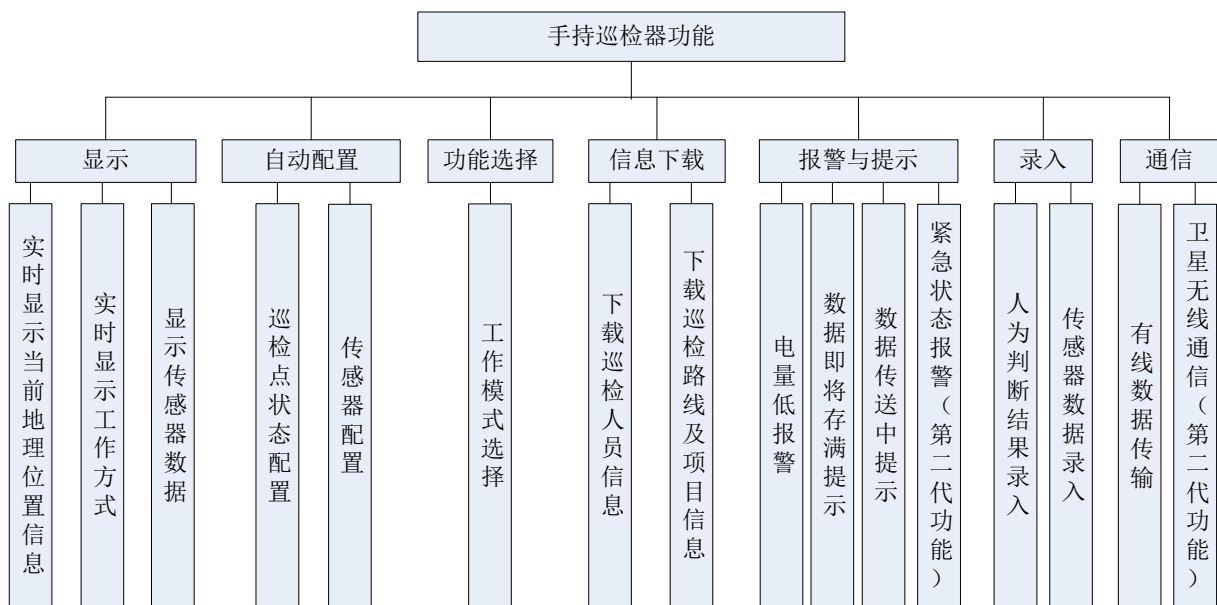 手持巡检器功能
显示
自动配置
功能选择
信息下载
报警与提示
录入
通信
实时显示当前地理位置信息
实时显示工作方式
显示传感器数据
巡检点状态配置
传感器配置
工作模式选择
下载巡检人员信息
下载巡检路线及项目信息
电量低报警
数据即将存满提示
数据传送中提示
紧急状态报警（第二代功能）
人为判断结果录入
传感器数据录入
有线数据传输
卫星无线通信（第二代功能）